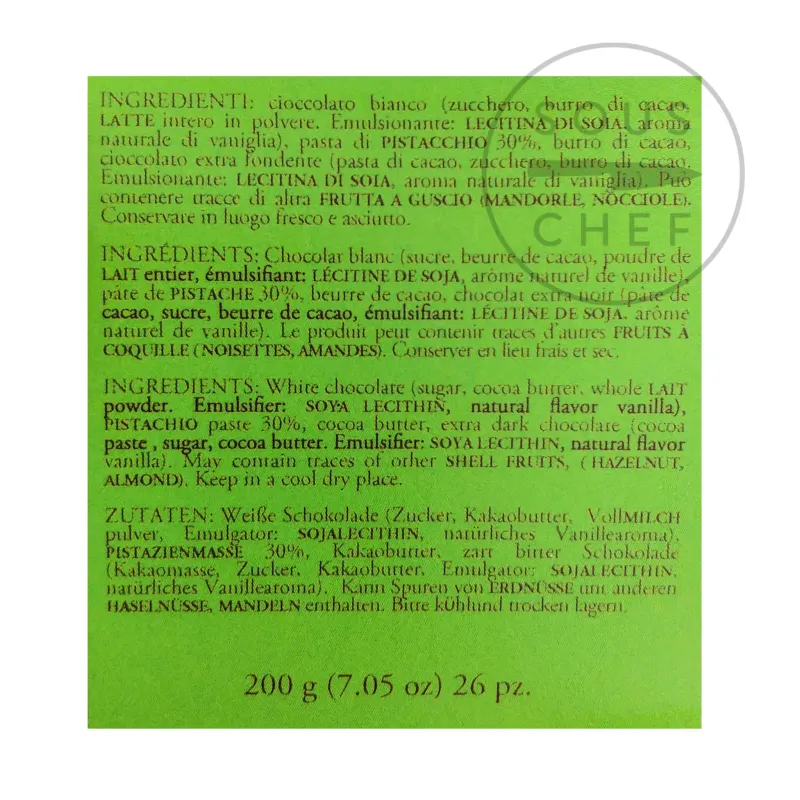 SOUS
CHEF
INGREDIENTI: cioccolato bianco (zucchero, burro di cacao,
LATTE intero in polvere. Emulsionante: LECITINA DI SOIA, aroma
naturale di vaniglia), pasta di PISTACCHIO 30%, burro di cacao,
cioccolato extra fondente (pasta di cacao, zucchero, burro di cacao.
Emulsionante: LECITINA DI SOIA, aroma naturale di vaniglia). Può
contenere tracce di altra FRUTTA A GUSCIO (MANDORLE, NOCCIOLE).
Conservare in luogo fresco e asciutto.
INGRÉDIENTS: Chocolat blanc (sucre, beurre de cacao, poudre de
LAIT entier, émulsifiant: LÉCITINE DE SOJA, arôme naturel de vanille),
pâte de PISTACHE 30%, beurre de cacao, chocolat extra noir (pâte de
cacao, sucre, beurre de cacao, émulsifiant: LÉCITINE DE SOJA, arôme
naturel de vanille). Le produit peut contenir traces d'autres FRUITS À
COQUILLE (NOISETTES, AMANDES). Conserver en lieu frais et sec.
INGREDIENTS: White chocolate (sugar, cocoa butter, whole LAIT
powder. Emulsifier: SOYA LECITHIN, natural flavor vanilla),
PISTACHIO paste 30%, cocoa butter, extra dark chocolate (cocoa
paste , sugar, cocoa butter. Emulsifier: SOYA LECITHIN, natural flavor
vanilla). May contain traces of other SHELL FRUITS, ( HAZELNUT,
ALMOND). Keep in a cool dry place.
ZUTATEN: Weiße Schokolade (Zucker, Kakaobutter, VollMILCH
pulver, Emulgator: SOJALECITHIN, natürliches Vanillearoma),
PISTAZIENMASSE 30%, Kakaobutter, zart bitter Schokolade
(Kakaomasse, Zucker, Kakaobutter, Emulgator: SOJALECITHIN,
natürliches Vanillearoma). Kann Spuren von ERDNÜSSE unt anderen
HASELNÜSSE, MANDELN enthalten. Bitte kühlund trocken lagern.
200 g (7.05 oz) 26 pz.